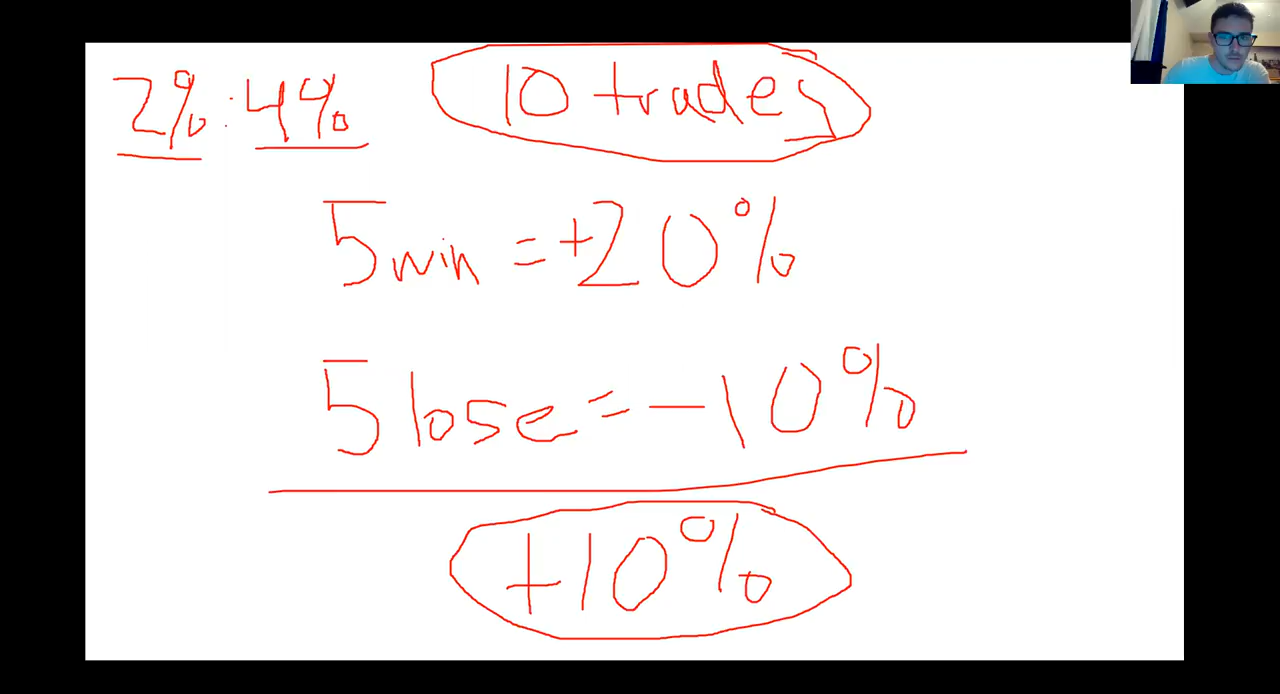 2% : 4% 10 trades
5 win = +20%
5 lose = -10%
+10%